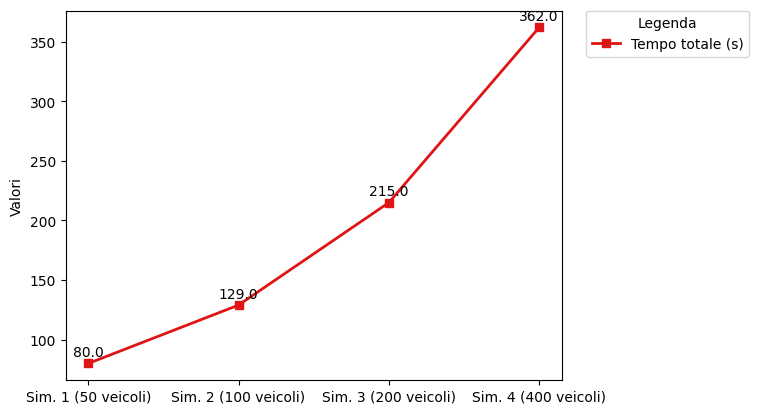 Legenda
Tempo totale (s)
Valori
350
300
250
200
150
100
362.0
215.0
129.0
80.0
Sim. 1 (50 veicoli) Sim. 2 (100 veicoli) Sim. 3 (200 veicoli) Sim. 4 (400 veicoli)